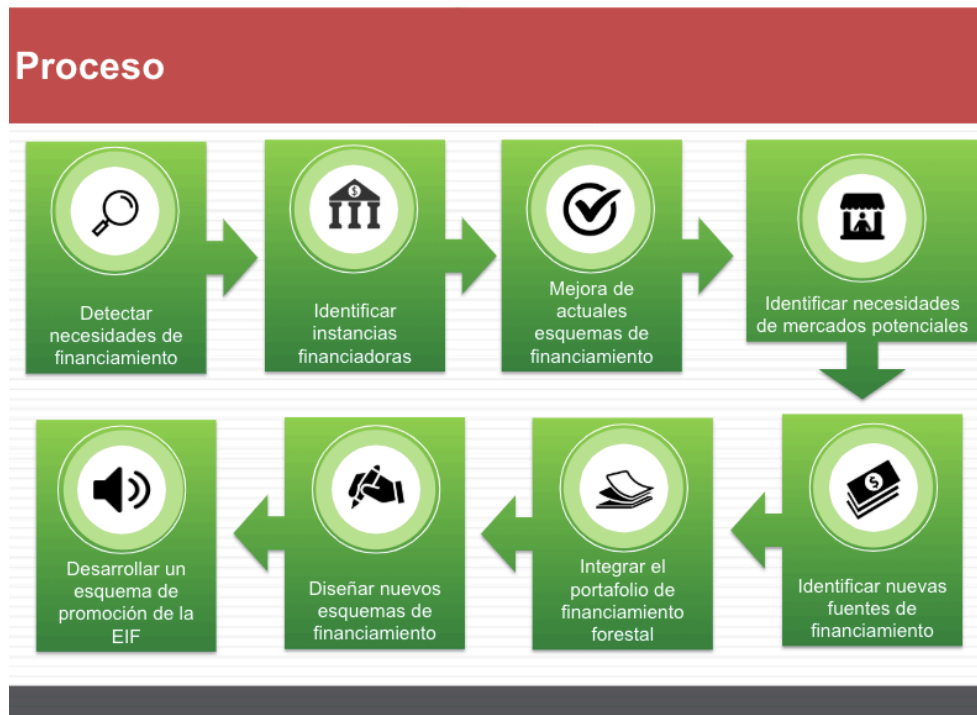 Proceso
Detectar
necesidades de
financiamiento
Identificar
instancias
financiadoras
Mejora de
actuales
esquemas de
financiamiento
Identificar necesidades
de mercados potenciales
Identificar nuevas
fuentes de
financiamiento
Integrar el
portafolio de
financiamiento
forestal
Diseñar nuevos
esquemas de
financiamiento
Desarrollar un
esquema de
promoción de la
EIF